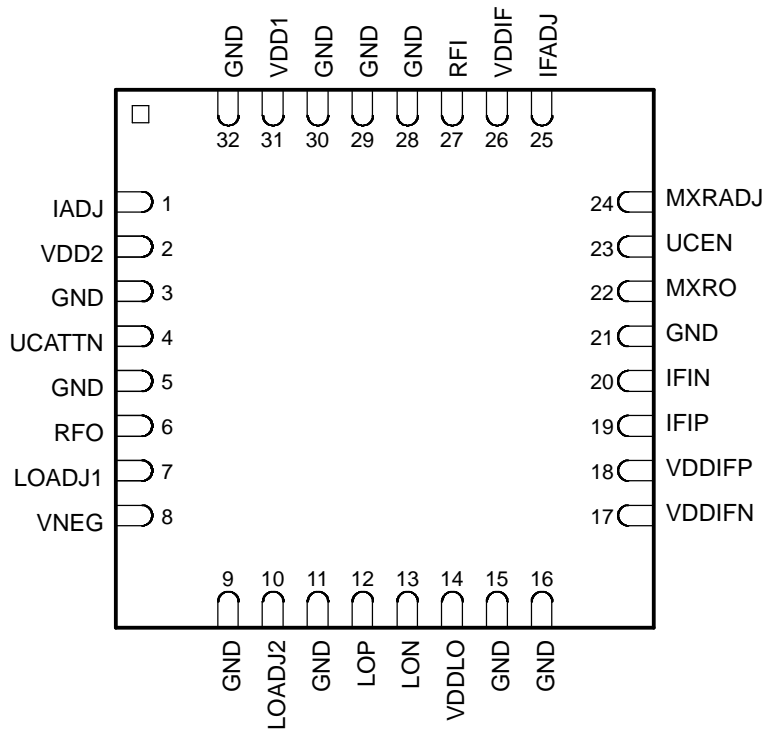 GND VDD1 GND GND GND RFI VDDIF IFADJ
32 31 30 29 28 27 26 25
IADJ 1
VDD2 2
GND 3
UCATTN 4
GND 5
RFO 6
LOADJ1 7
VNEG 8
24 MXRADJ
23 UCEN
22 MXRO
21 GND
20 IFIN
19 IFIP
18 VDDIFP
17 VDDIFN
9 10 11 12 13 14 15 16
GND LOADJ2 GND LOP LON VDDLO GND GND